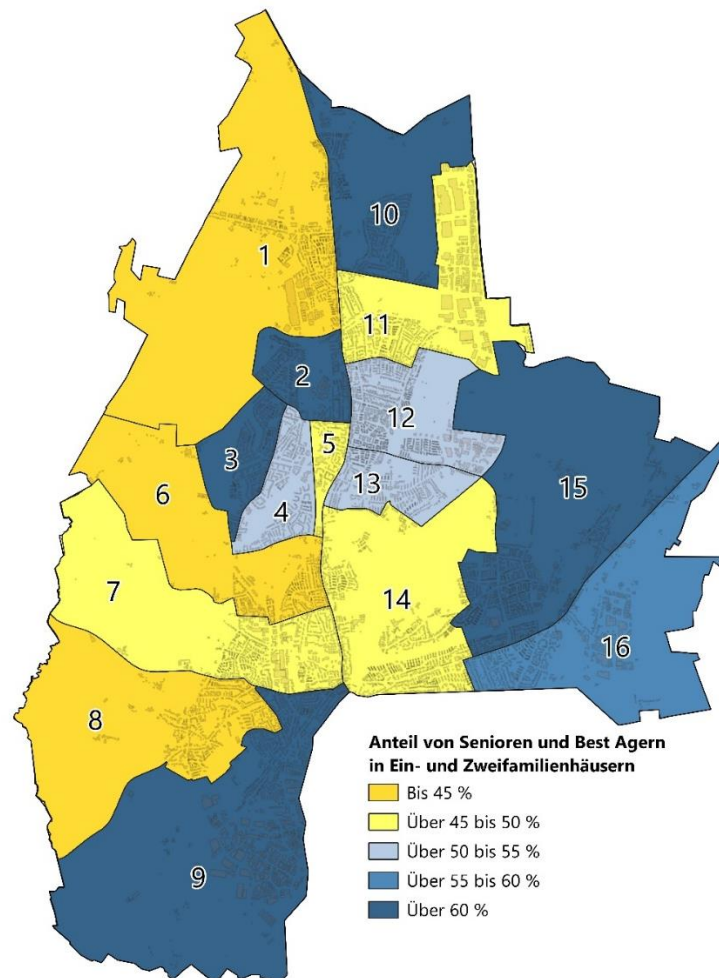 10
1
11
2
12
5
3
13
4
15
6
7
14
16
8
Anteil von Senioren und Best Agern
in Ein- und Zweifamilienhäusern
Bis 45 %
Über 45 bis 50 %
Über 50 bis 55 %
Über 55 bis 60 %
Über 60 %
9